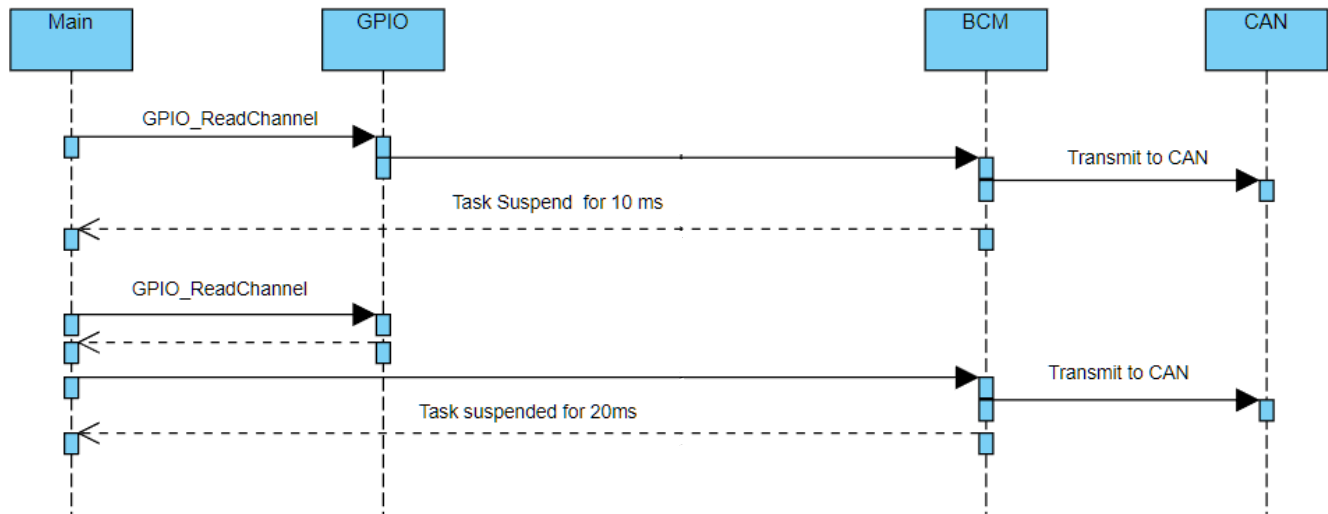 Main
GPIO
BCM
CAN
GPIO_ReadChannel
Transmit to CAN
Task Suspend for 10 ms
GPIO_ReadChannel
Transmit to CAN
Task suspended for 20ms